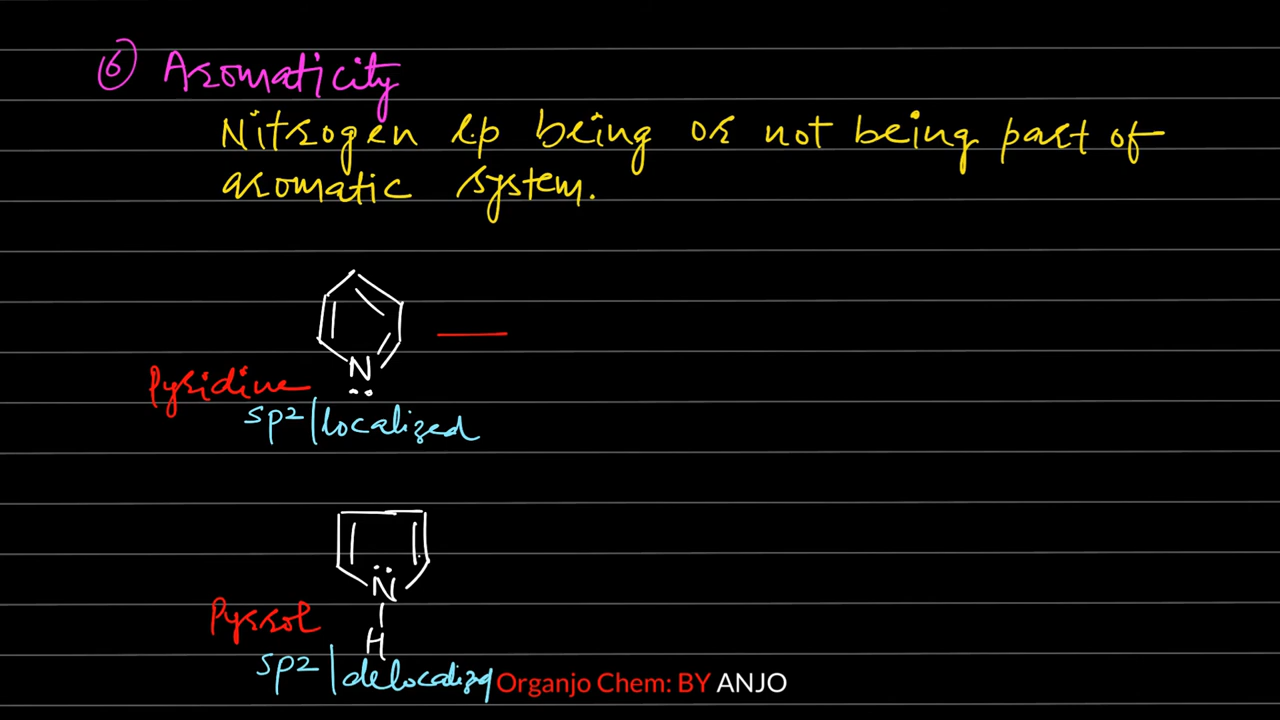 ⑥ Aromaticity
Nitrogen lp being or not being part of
aromatic system.
N
Pyridine
sp2/localized
N
Pyrrol
H
sp2/delocalized
Organjo Chem: BY ANJO